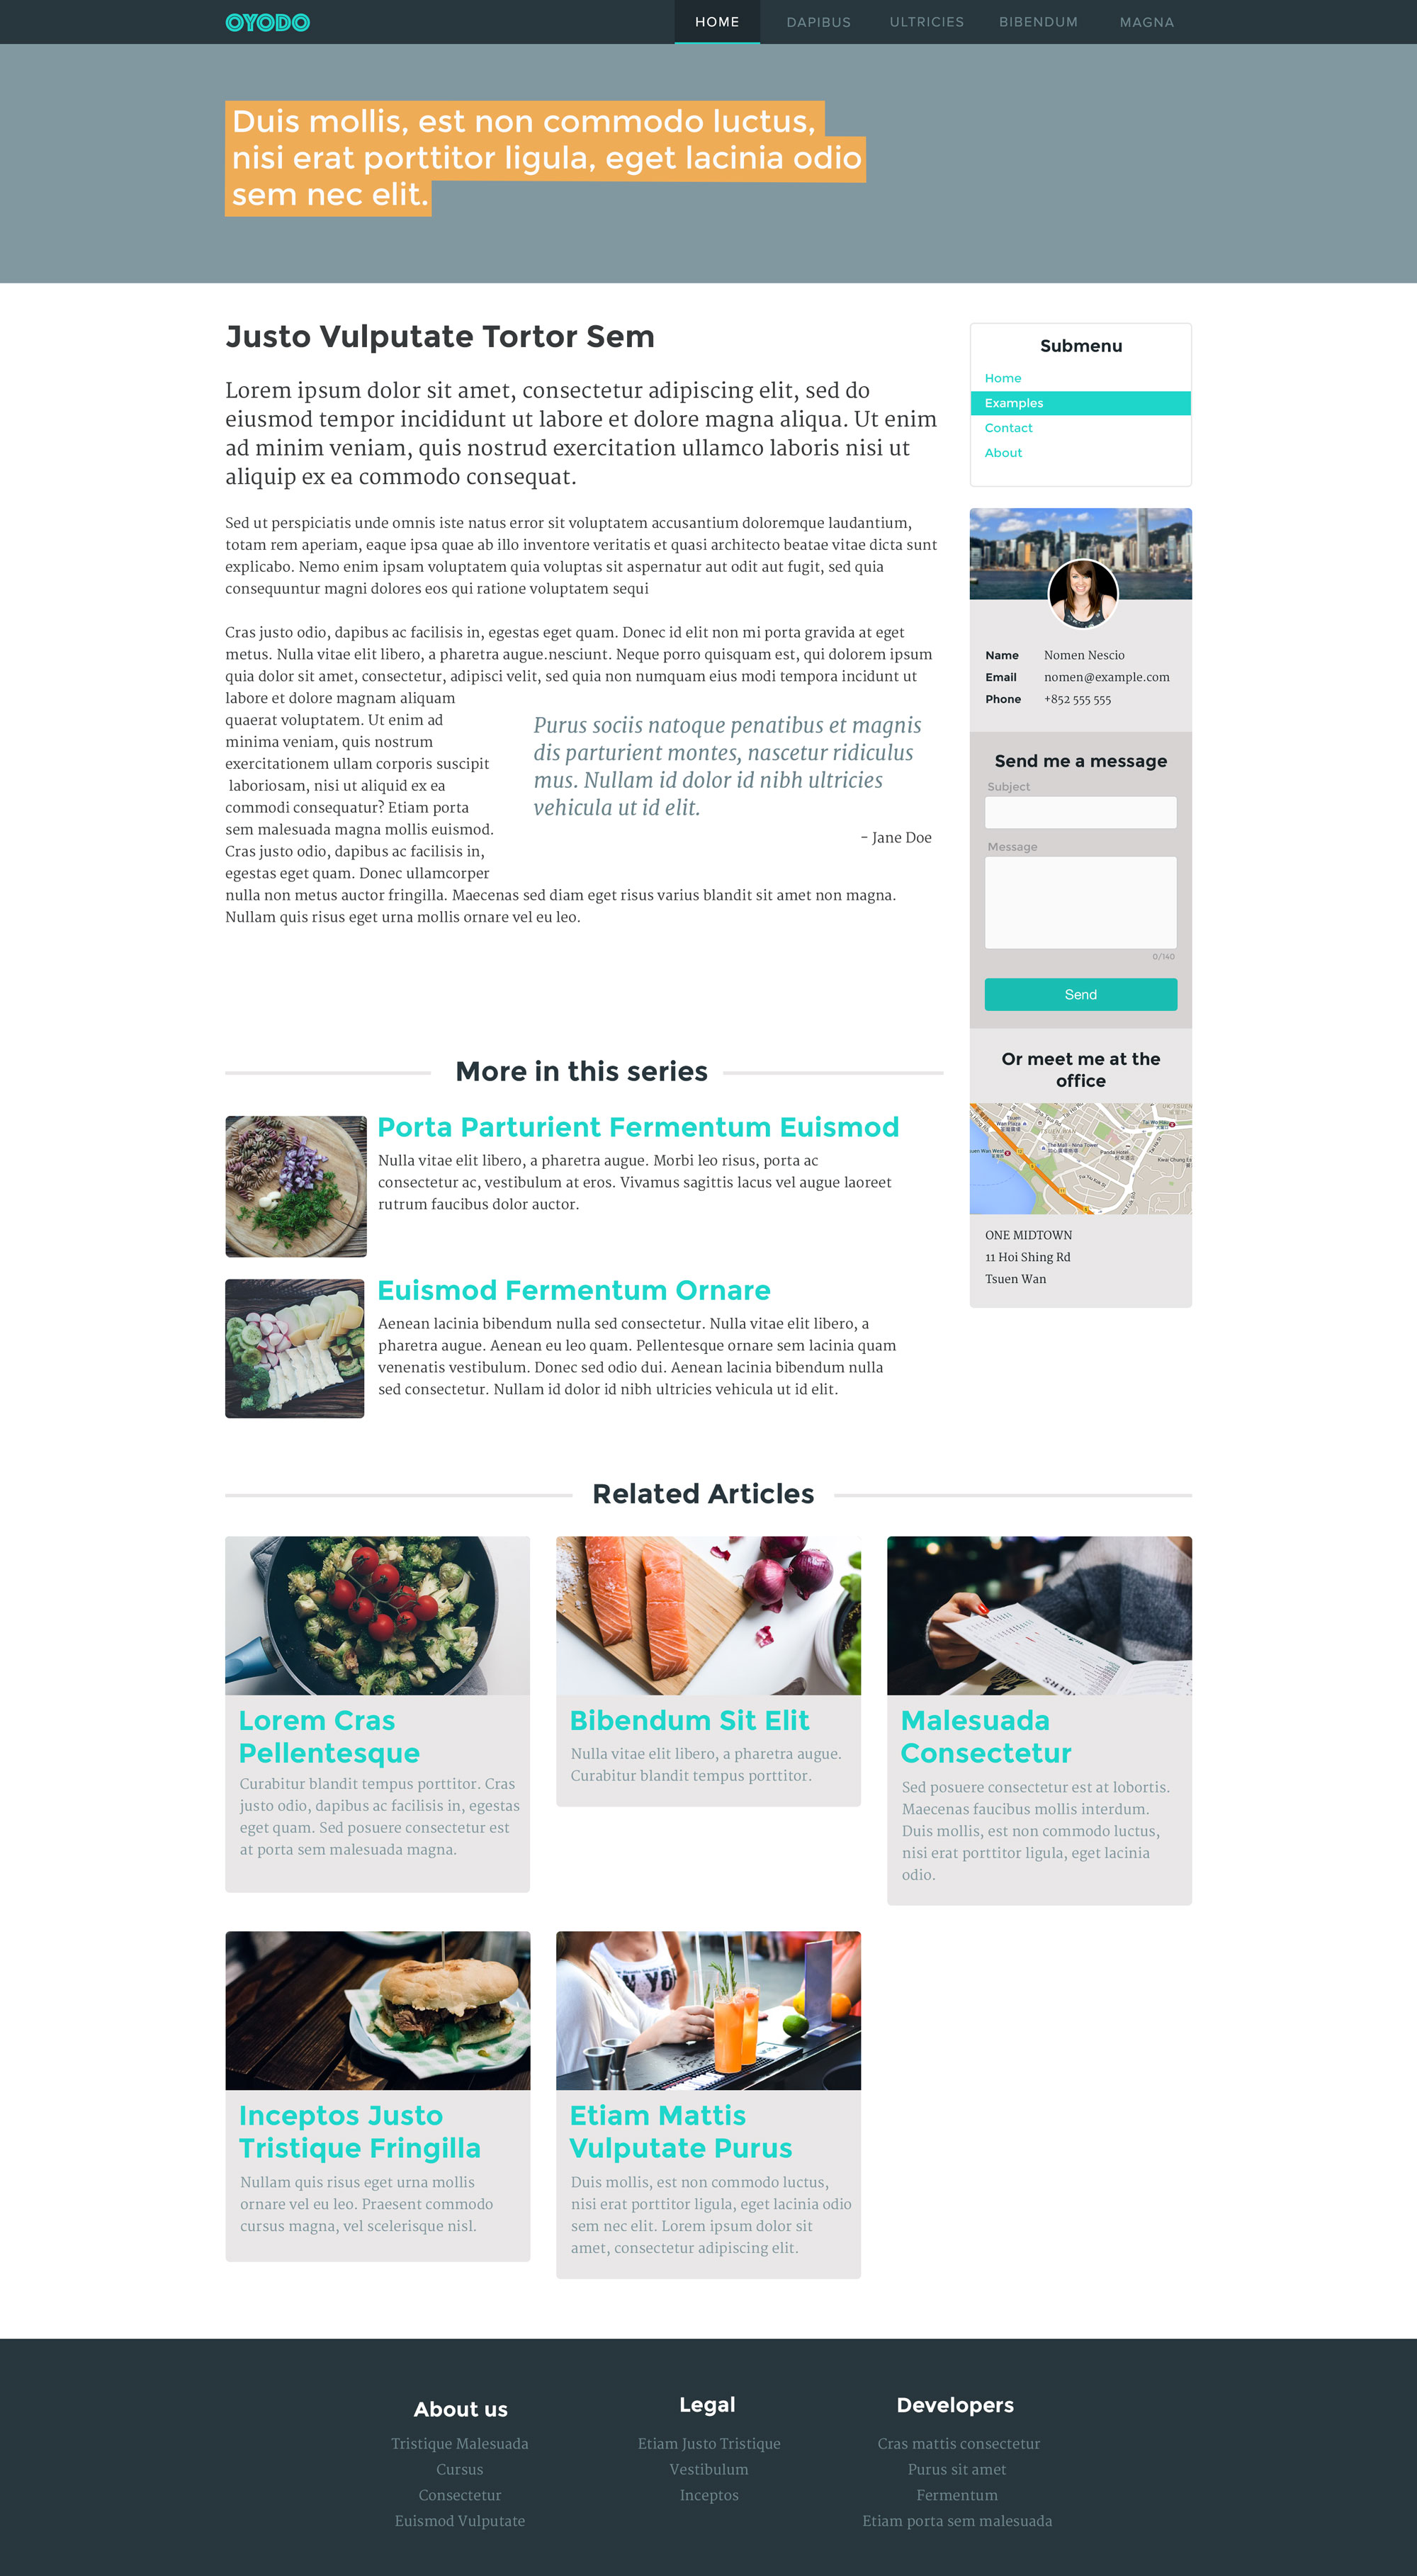 OYODO
HOME DAPIBUS ULTRICIES BIBENDUM MAGNA
Duis mollis, est non commodo luctus,
nisi erat porttitor ligula, eget lacinia odio
sem nec elit.
Justo Vulputate Tortor Sem
Lorem ipsum dolor sit amet, consectetur adipiscing elit, sed do
eiusmod tempor incididunt ut labore et dolore magna aliqua. Ut enim
ad minim veniam, quis nostrud exercitation ullamco laboris nisi ut
aliquip ex ea commodo consequat.
Sed ut perspiciatis unde omnis iste natus error sit voluptatem accusantium doloremque laudantium,
totam rem aperiam, eaque ipsa quae ab illo inventore veritatis et quasi architecto beatae vitae dicta sunt
explicabo. Nemo enim ipsam voluptatem quia voluptas sit aspernatur aut odit aut fugit, sed quia
consequuntur magni dolores eos qui ratione voluptatem sequi
Cras justo odio, dapibus ac facilisis in, egestas eget quam. Donec id elit non mi porta gravida at eget
metus. Nulla vitae elit libero, a pharetra augue.nesciunt. Neque porro quisquam est, qui dolorem ipsum
quia dolor sit amet, consectetur, adipisci velit, sed quia non numquam eius modi tempora incidunt ut
labore et dolore magnam aliquam
quaerat voluptatem. Ut enim ad
minima veniam, quis nostrum
exercitationem ullam corporis suscipit
laboriosam, nisi ut aliquid ex ea
commodi consequatur? Etiam porta
sem malesuada magna mollis euismod.
Cras justo odio, dapibus ac facilisis in,
egestas eget quam. Donec ullamcorper
nulla non metus auctor fringilla. Maecenas sed diam eget risus varius blandit sit amet non magna.
Nullam quis risus eget urna mollis ornare vel eu leo.
Purus sociis natoque penatibus et magnis
dis parturient montes, nascetur ridiculus
mus. Nullam id dolor id nibh ultricies
vehicula ut id elit.
- Jane Doe
Submenu
Home
Examples
Contact
About
Name Nomen Nescio
Email nomen@example.com
Phone +852 555 555
Send me a message
Subject
Message
0/140
Send
Or meet me at the
office
Tsuen
Wan Plaza
TSUEN WAN
The Mall - Nina Tower
Panda Hotel
Kwai Chung Es
ONE MIDTOWN
11 Hoi Shing Rd
Tsuen Wan
More in this series
Porta Parturient Fermentum Euismod
Nulla vitae elit libero, a pharetra augue. Morbi leo risus, porta ac
consectetur ac, vestibulum at eros. Vivamus sagittis lacus vel augue laoreet
rutrum faucibus dolor auctor.
Euismod Fermentum Ornare
Aenean lacinia bibendum nulla sed consectetur. Nulla vitae elit libero, a
pharetra augue. Aenean eu leo quam. Pellentesque ornare sem lacinia quam
venenatis vestibulum. Donec sed odio dui. Aenean lacinia bibendum nulla
sed consectetur. Nullam id dolor id nibh ultricies vehicula ut id elit.
Related Articles
Lorem Cras
Pellentesque
Curabitur blandit tempus porttitor. Cras
justo odio, dapibus ac facilisis in, egestas
eget quam. Sed posuere consectetur est
at porta sem malesuada magna.
Bibendum Sit Elit
Nulla vitae elit libero, a pharetra augue.
Curabitur blandit tempus porttitor.
Malesuada
Consectetur
Sed posuere consectetur est at lobortis.
Maecenas faucibus mollis interdum.
Duis mollis, est non commodo luctus,
nisi erat porttitor ligula, eget lacinia
odio.
Inceptos Justo
Tristique Fringilla
Nullam quis risus eget urna mollis
ornare vel eu leo. Praesent commodo
cursus magna, vel scelerisque nisl.
Etiam Mattis
Vulputate Purus
Duis mollis, est non commodo luctus,
nisi erat porttitor ligula, eget lacinia odio
sem nec elit. Lorem ipsum dolor sit
amet, consectetur adipiscing elit.
About us
Tristique Malesuada
Cursus
Consectetur
Euismod Vulputate
Legal
Etiam Justo Tristique
Vestibulum
Inceptos
Developers
Cras mattis consectetur
Purus sit amet
Fermentum
Etiam porta sem malesuada